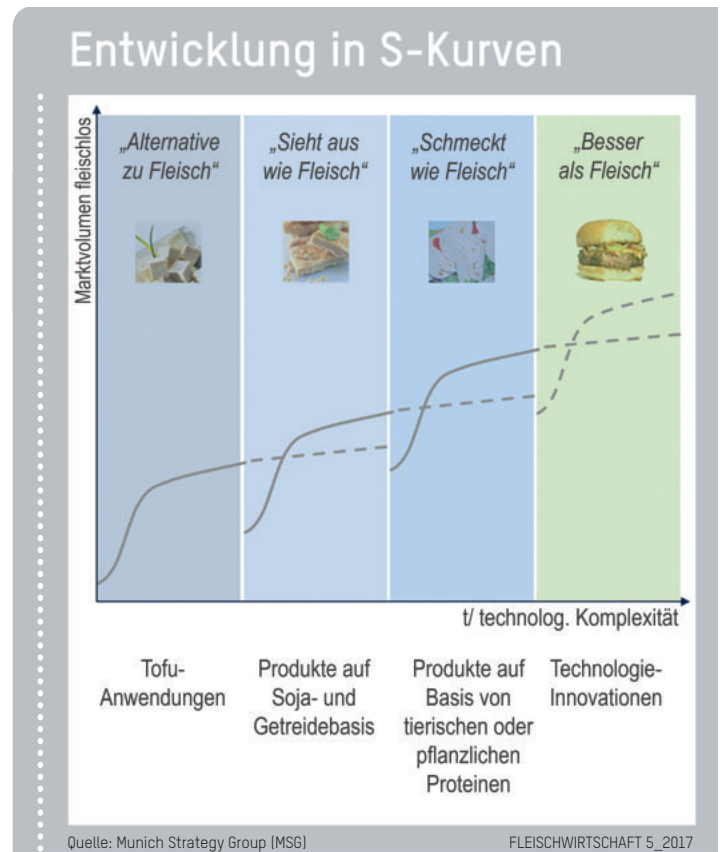 Entwicklung in S-Kurven
Marktvolumen fleischlos
„Alternative
zu Fleisch“
„Sieht aus
wie Fleisch“
„Schmeckt
wie Fleisch“
„Besser
als Fleisch“
t/ technolog. Komplexität
Tofu-
Anwendungen
Produkte auf
Soja- und
Getreidebasis
Produkte auf
Basis von
tierischen oder
pflanzlichen
Proteinen
Technologie-
Innovationen
Quelle: Munich Strategy Group (MSG)
FLEISCHWIRTSCHAFT 5_2017